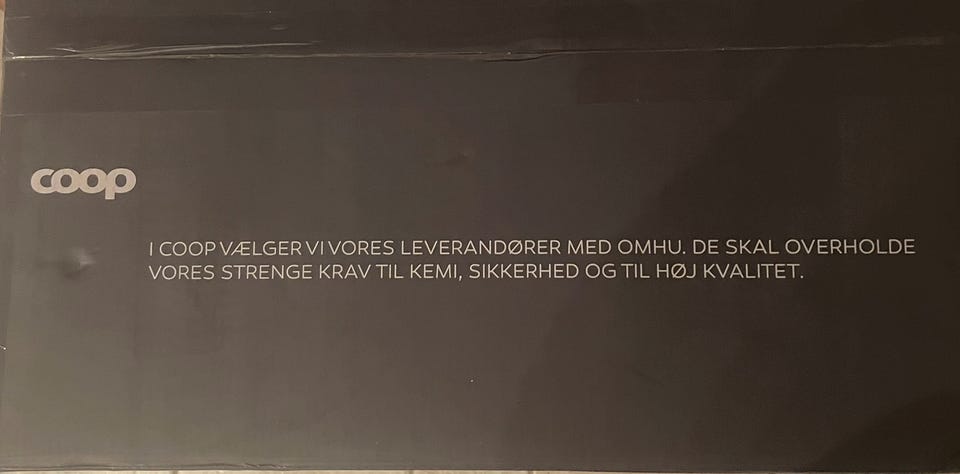 coop
I COOP VÆLGER VI VORES LEVERANDØRER MED OMHU. DE SKAL OVERHOLDE
VORES STRENGE KRAV TIL KEMI, SIKKERHED OG TIL HØJ KVALITET.